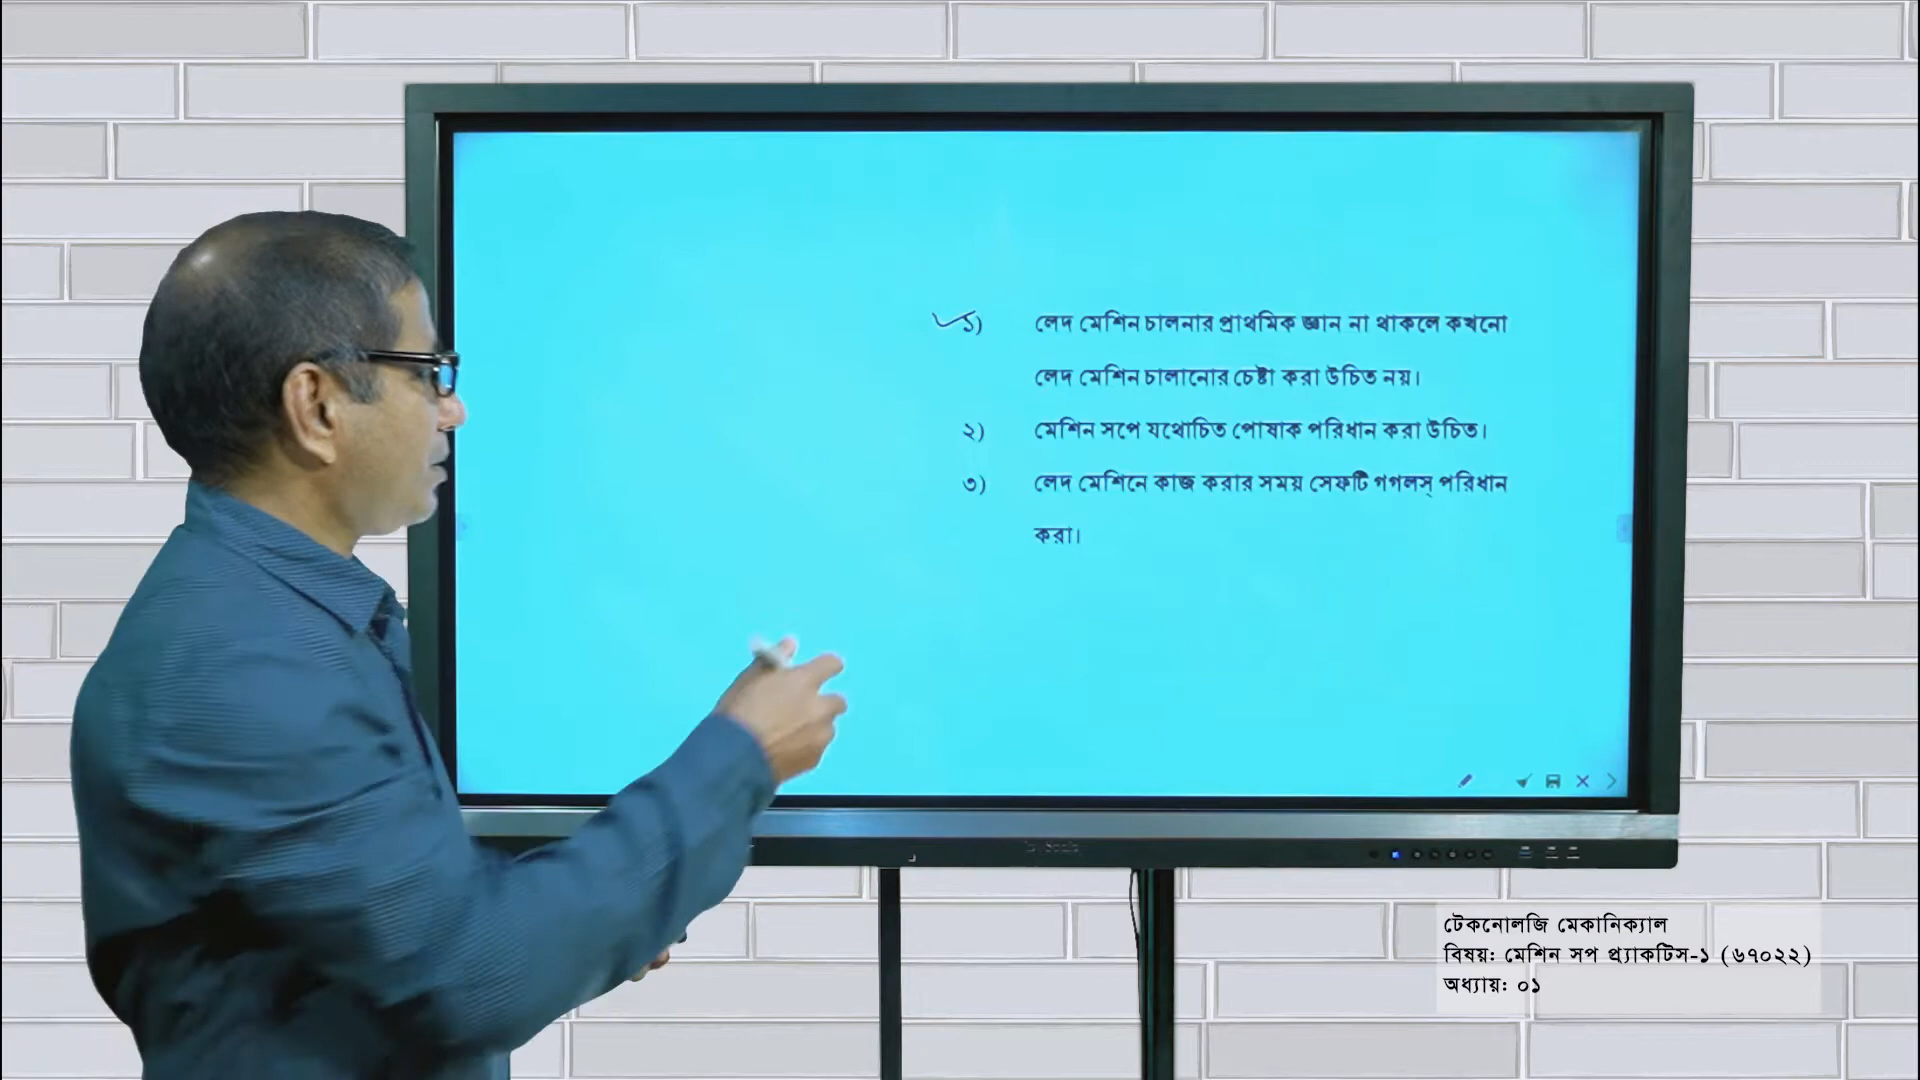 ১) লেদ মেশিন চালনার প্রাথমিক জ্ঞান না থাকলে কখনো
লেদ মেশিন চালানোর চেষ্টা করা উচিত নয়।
২) মেশিন সপে যথোচিত পোষাক পরিধান করা উচিত।
৩) লেদ মেশিনে কাজ করার সময় সেফটি গগলস্ পরিধান
করা।
টেকনোলজি মেকানিক্যাল
বিষয়: মেশিন সপ প্র্যাকটিস-১ (৬৭০২২)
অধ্যায়: ০১